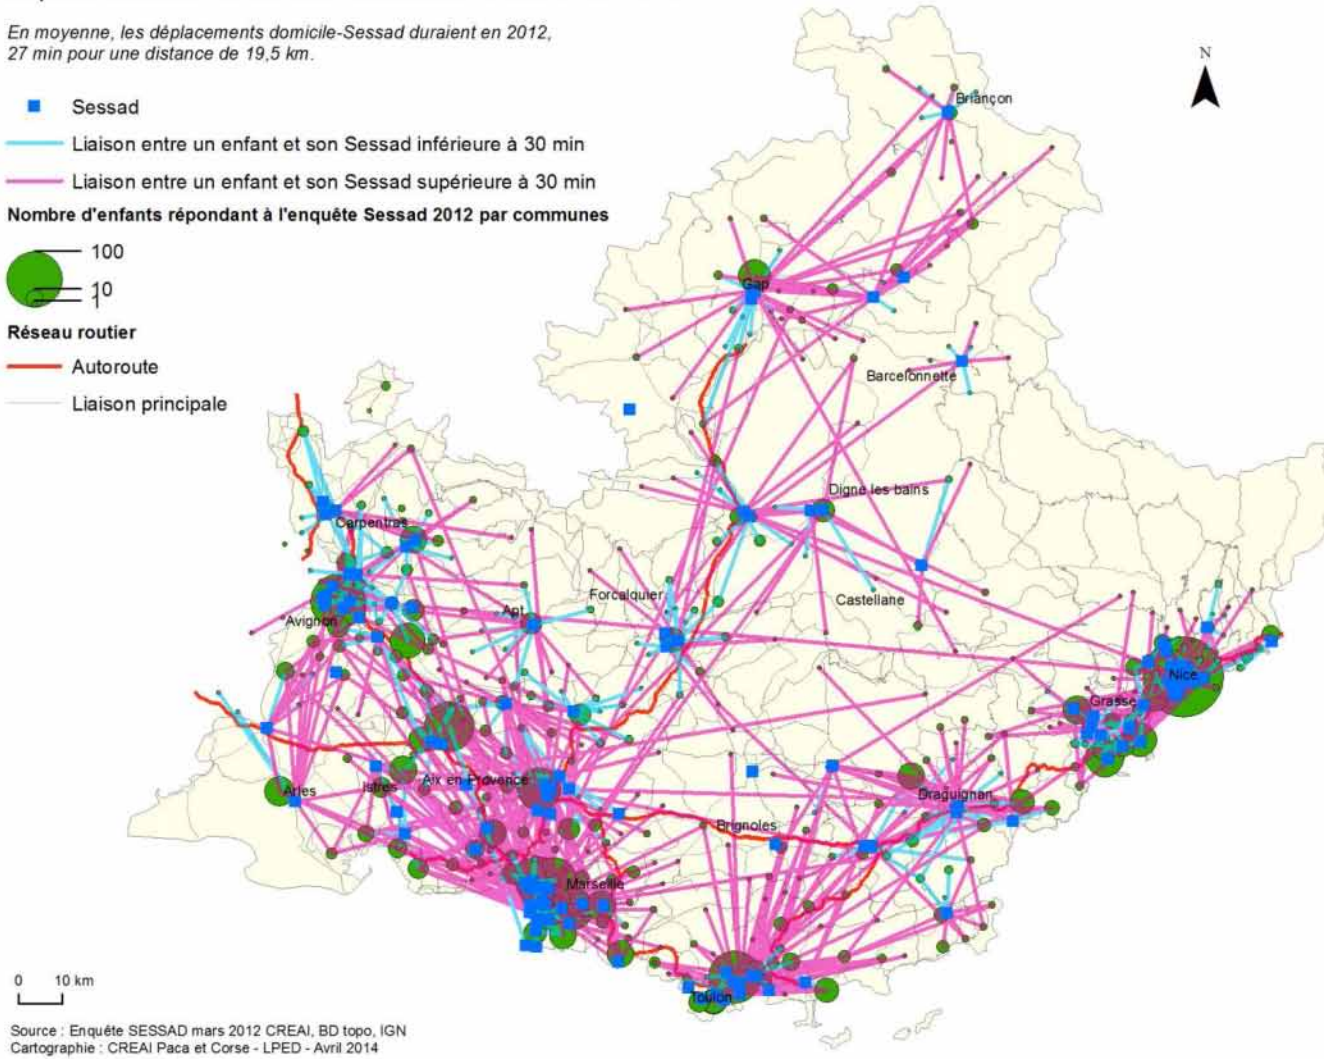 En moyenne, les déplacements domicile-Sessad duraient en 2012,
27 min pour une distance de 19,5 km.
N
Sessad
Liaison entre un enfant et son Sessad inférieure à 30 min
Liaison entre un enfant et son Sessad supérieure à 30 min
Nombre d'enfants répondant à l'enquête Sessad 2012 par communes
100
10
1
Réseau routier
Autoroute
Liaison principale
Briançon
Gap
Barcelonnette
Digne les bains
Carpentras
Forcalquier
Castellane
Apt
Avignon
Nice
Grasse
Aix en Provence
Istres
Arles
Draguignan
Brignoles
Marseille
Toulon
0 10 km
Source : Enquête SESSAD mars 2012 CREAI, BD topo, IGN
Cartographie : CREAI Paca et Corse - LPED - Avril 2014